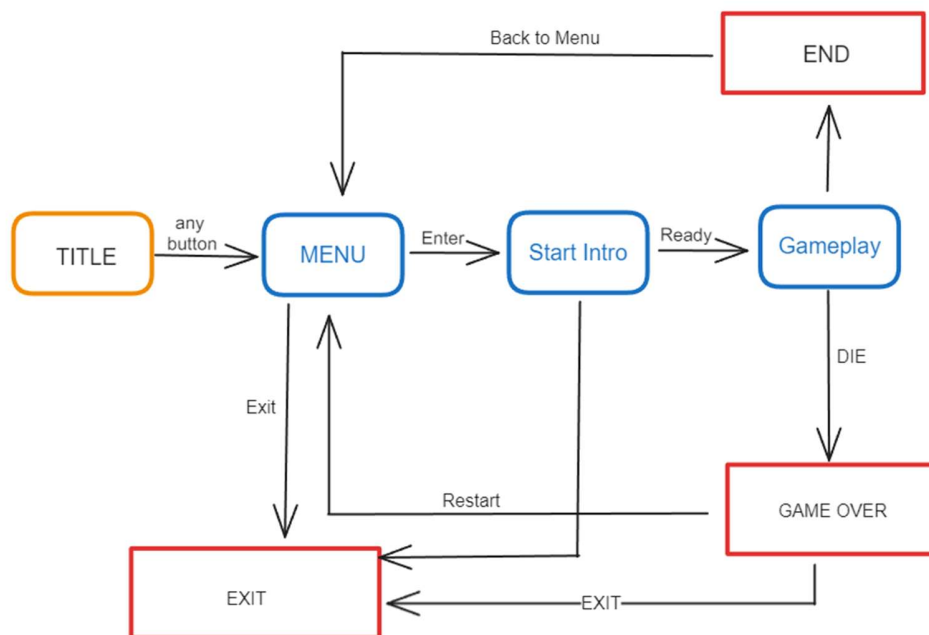 Back to Menu
END
any
button
TITLE
MENU
Enter
Start Intro
Ready
Gameplay
DIE
Exit
Restart
GAME OVER
EXIT
EXIT